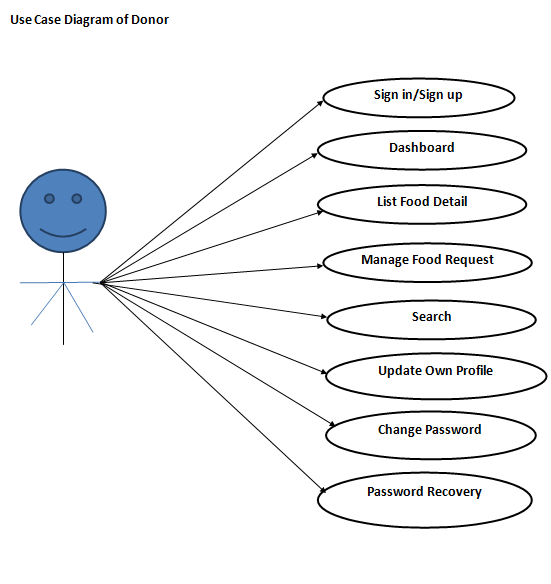 Use Case Diagram of Donor
Sign in/Sign up
Dashboard
List Food Detail
Manage Food Request
Search
Update Own Profile
Change Password
Password Recovery